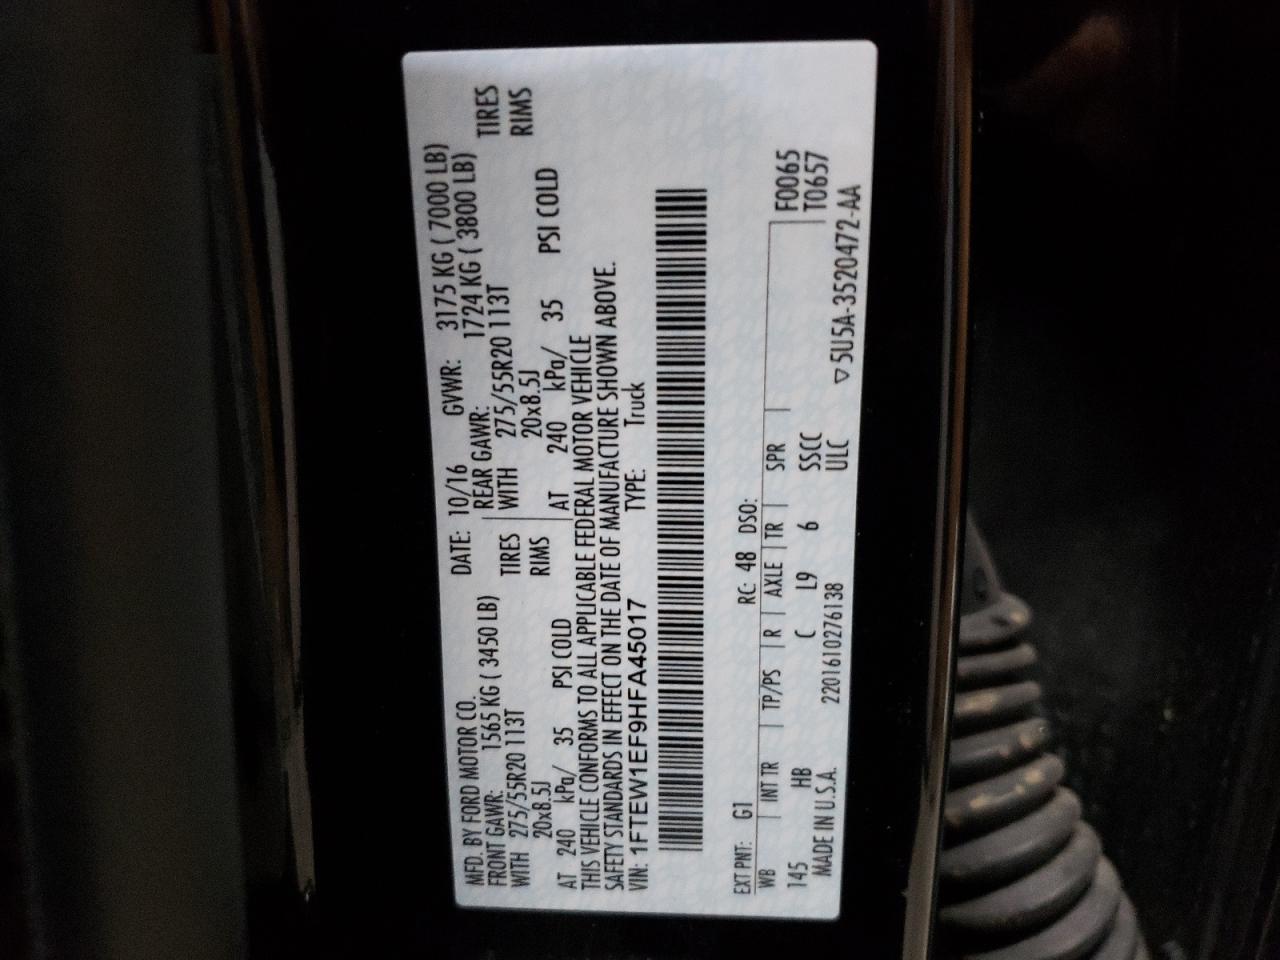 MFD. BY FORD MOTOR CO. DATE: 10/16 GVWR: 3175 KG ( 7000 LB)
FRONT GAWR: 1565 KG ( 3450 LB) REAR GAWR: 1724 KG ( 3800 LB)
WITH 275/55R20 113T TIRES WITH 275/55R20 113T TIRES
20x8.5J RIMS 20x8.5J RIMS
AT 240 kPa/ 35 PSI COLD AT 240 kPa/ 35 PSI COLD
THIS VEHICLE CONFORMS TO ALL APPLICABLE FEDERAL MOTOR VEHICLE
SAFETY STANDARDS IN EFFECT ON THE DATE OF MANUFACTURE SHOWN ABOVE.
VIN: 1FTEW1EF9HFA45017 TYPE: Truck
EXT PNT: G1 RC: 48 DSO:
WB INT TR TP/PS R AXLE TR SPR F0065
145 HB C L9 6 SSCC T0657
MADE IN U.S.A. 2201610276138 ULC ▽5U5A-3520472-AA